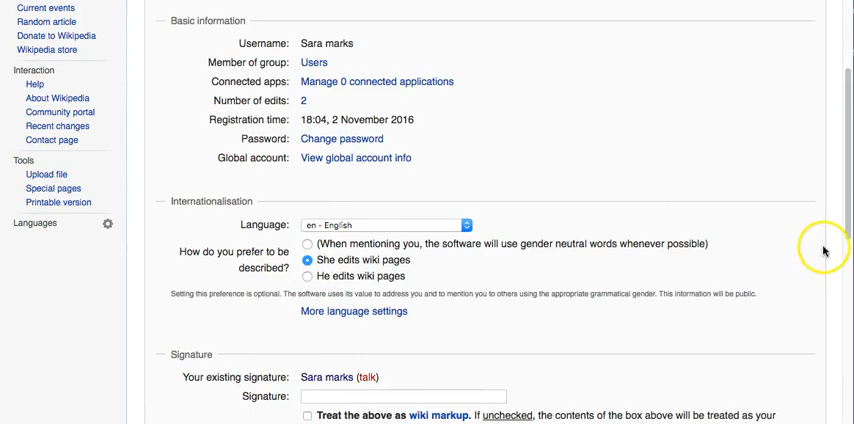 Current events
Random article
Donate to Wikipedia
Wikipedia store
Interaction
Help
About Wikipedia
Community portal
Recent changes
Contact page
Tools
Upload file
Special pages
Printable version
Languages
Basic information
Username: Sara marks
Member of group: Users
Connected apps: Manage 0 connected applications
Number of edits: 2
Registration time: 18:04, 2 November 2016
Password: Change password
Global account: View global account info
Internationalisation
Language: en - English
How do you prefer to be described?
(When mentioning you, the software will use gender neutral words whenever possible)
She edits wiki pages
He edits wiki pages
Setting this preference is optional. The software uses its value to address you and to mention you to others using the appropriate grammatical gender. This information will be public.
More language settings
Signature
Your existing signature: Sara marks (talk)
Signature:
Treat the above as wiki markup. If unchecked, the contents of the box above will be treated as your